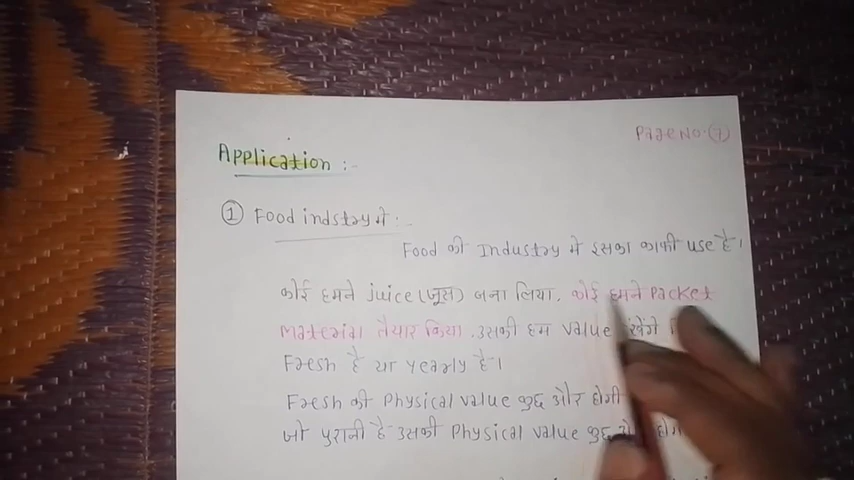 Page No. (7)
Application :-
① Food indstry में :-
Food की Industry में इसका काफी use है।
कोई हमने juice (जूस) बना लिया, कोई हमने Packet
Material तैयार किया. उसकी हम value
Fresh है या yearly है।
Fresh की Physical value कुछ और होगी
जो पुरानी है उसकी Physical value कुछ